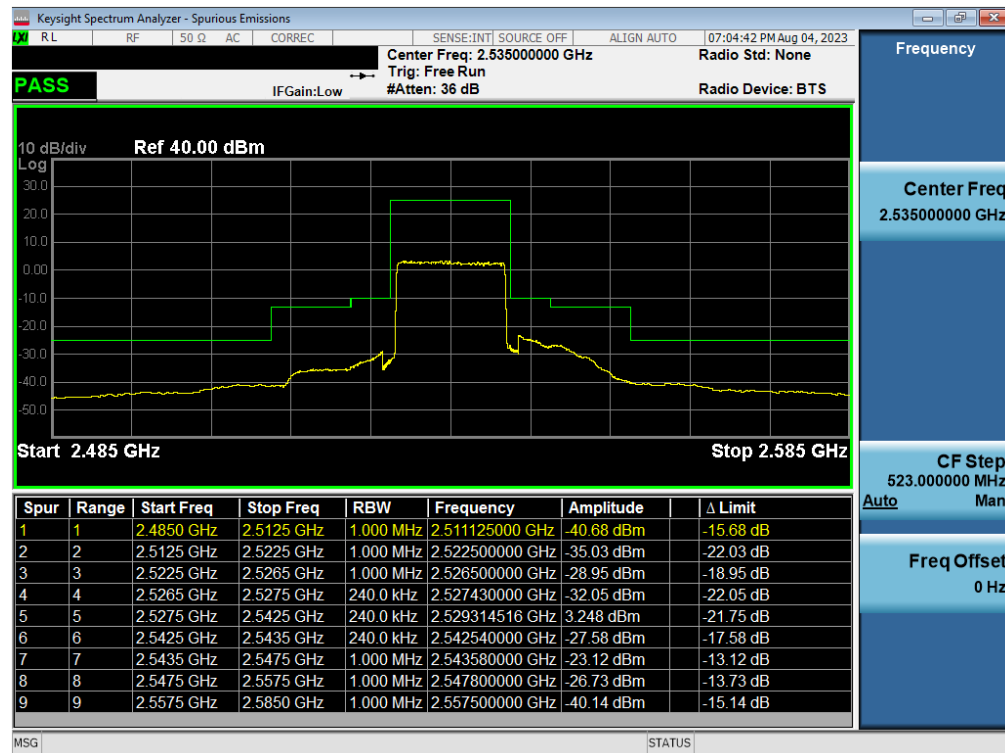 Keysight Spectrum Analyzer - Spurious Emissions
LXI RL RF 50 Ω AC CORREC SENSE:INT SOURCE OFF ALIGN AUTO 07:04:42 PM Aug 04, 2023
Center Freq: 2.535000000 GHz Radio Std: None
Trig: Free Run
PASS IFGain:Low #Atten: 36 dB Radio Device: BTS
Frequency
10 dB/div Ref 40.00 dBm
Log
30.0
20.0
10.0
0.00
-10.0
-20.0
-30.0
-40.0
-50.0
Start 2.485 GHz Stop 2.585 GHz
Center Freq
2.535000000 GHz
CF Step
523.000000 MHz
Auto Man
Freq Offset
0 Hz
Spur Range Start Freq Stop Freq RBW Frequency Amplitude Δ Limit
1 1 2.4850 GHz 2.5125 GHz 1.000 MHz 2.511125000 GHz -40.68 dBm -15.68 dB
2 2 2.5125 GHz 2.5225 GHz 1.000 MHz 2.522500000 GHz -35.03 dBm -22.03 dB
3 3 2.5225 GHz 2.5265 GHz 1.000 MHz 2.526500000 GHz -28.95 dBm -18.95 dB
4 4 2.5265 GHz 2.5275 GHz 240.0 kHz 2.527430000 GHz -32.05 dBm -22.05 dB
5 5 2.5275 GHz 2.5425 GHz 240.0 kHz 2.529314516 GHz 3.248 dBm -21.75 dB
6 6 2.5425 GHz 2.5435 GHz 240.0 kHz 2.542540000 GHz -27.58 dBm -17.58 dB
7 7 2.5435 GHz 2.5475 GHz 1.000 MHz 2.543580000 GHz -23.12 dBm -13.12 dB
8 8 2.5475 GHz 2.5575 GHz 1.000 MHz 2.547800000 GHz -26.73 dBm -13.73 dB
9 9 2.5575 GHz 2.5850 GHz 1.000 MHz 2.557500000 GHz -40.14 dBm -15.14 dB
MSG STATUS